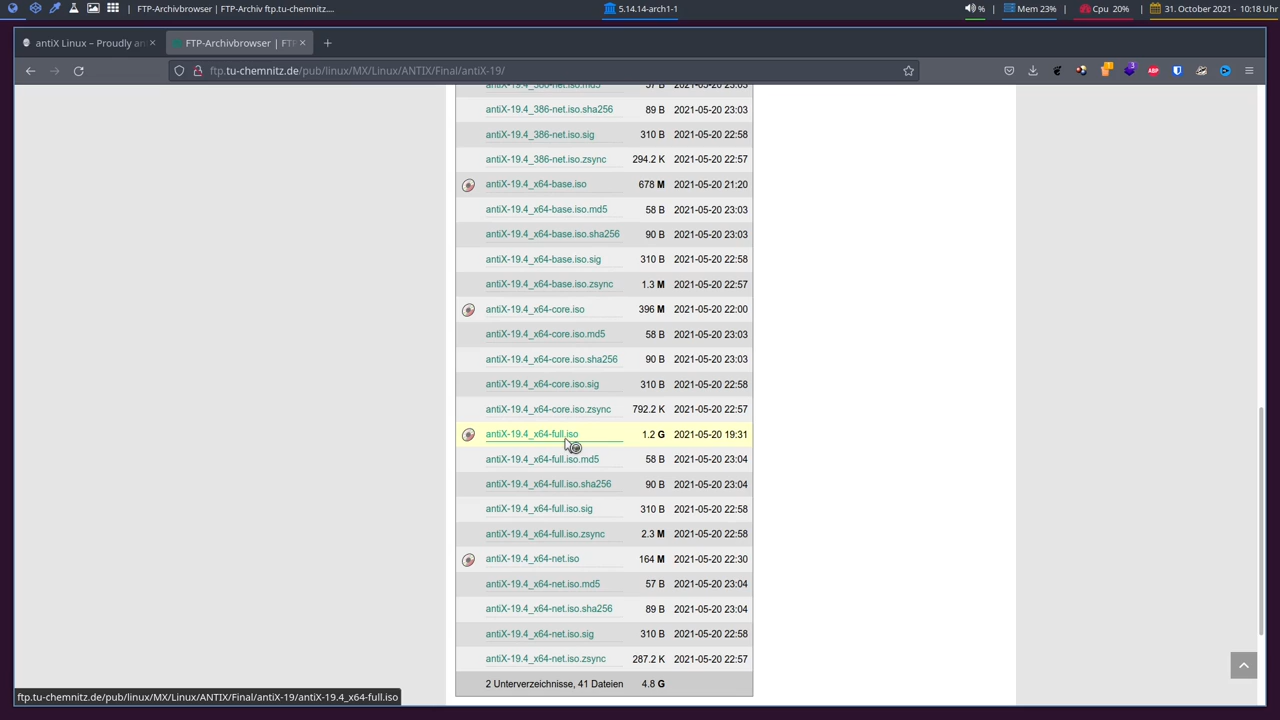 FTP-Archivbrowser | FTP-Archiv ftp.tu-chemnitz.de/pub/linux/MX/Linux/...
5.14.14-arch1-1
%
Mem 23%
Cpu 20%
31. October 2021 - 10:18 Uhr
antiX Linux – Proudly an
FTP-Archivbrowser | FT
ftp.tu-chemnitz.de/pub/linux/MX/Linux/ANTIX/Final/antiX-19/
antiX-19.4_386-net.iso.md5 57 B 2021-05-20 23:03
antiX-19.4_386-net.iso.sha256 89 B 2021-05-20 23:03
antiX-19.4_386-net.iso.sig 310 B 2021-05-20 22:58
antiX-19.4_386-net.iso.zsync 294.2 K 2021-05-20 22:57
antiX-19.4_x64-base.iso 678 M 2021-05-20 21:20
antiX-19.4_x64-base.iso.md5 58 B 2021-05-20 23:03
antiX-19.4_x64-base.iso.sha256 90 B 2021-05-20 23:03
antiX-19.4_x64-base.iso.sig 310 B 2021-05-20 22:58
antiX-19.4_x64-base.iso.zsync 1.3 M 2021-05-20 22:57
antiX-19.4_x64-core.iso 396 M 2021-05-20 22:00
antiX-19.4_x64-core.iso.md5 58 B 2021-05-20 23:03
antiX-19.4_x64-core.iso.sha256 90 B 2021-05-20 23:03
antiX-19.4_x64-core.iso.sig 310 B 2021-05-20 22:58
antiX-19.4_x64-core.iso.zsync 792.2 K 2021-05-20 22:57
antiX-19.4_x64-full.iso 1.2 G 2021-05-20 19:31
antiX-19.4_x64-full.iso.md5 58 B 2021-05-20 23:04
antiX-19.4_x64-full.iso.sha256 90 B 2021-05-20 23:04
antiX-19.4_x64-full.iso.sig 310 B 2021-05-20 22:58
antiX-19.4_x64-full.iso.zsync 2.3 M 2021-05-20 22:58
antiX-19.4_x64-net.iso 164 M 2021-05-20 22:30
antiX-19.4_x64-net.iso.md5 57 B 2021-05-20 23:04
antiX-19.4_x64-net.iso.sha256 89 B 2021-05-20 23:04
antiX-19.4_x64-net.iso.sig 310 B 2021-05-20 22:58
antiX-19.4_x64-net.iso.zsync 287.2 K 2021-05-20 22:57
2 Unterverzeichnisse, 41 Dateien 4.8 G
ftp.tu-chemnitz.de/pub/linux/MX/Linux/ANTIX/Final/antiX-19/antiX-19.4_x64-full.iso